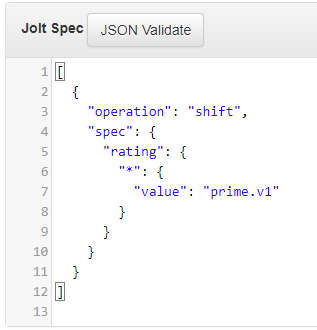 Jolt Spec JSON Validate
1 [
2   {
3     "operation": "shift",
4     "spec": {
5       "rating": {
6         "*": {
7           "value": "prime.v1"
8         }
9       }
10     }
11   }
12 ]
13